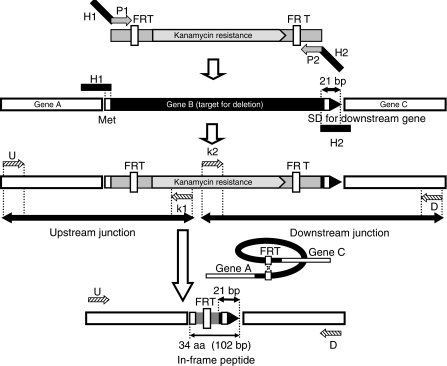 H1
P1
FRT
FR T
Kanamycin resistance
P2
H2
H1
21 bp
Gene A
Gene B (target for deletion)
Gene C
Met
SD for downstream gene
H2
U
k2
FRT
FR T
Kanamycin resistance
k1
D
Upstream junction
Downstream junction
FRT
Gene C
Gene A
U
21 bp
FRT
34 aa (102 bp)
D
In-frame peptide